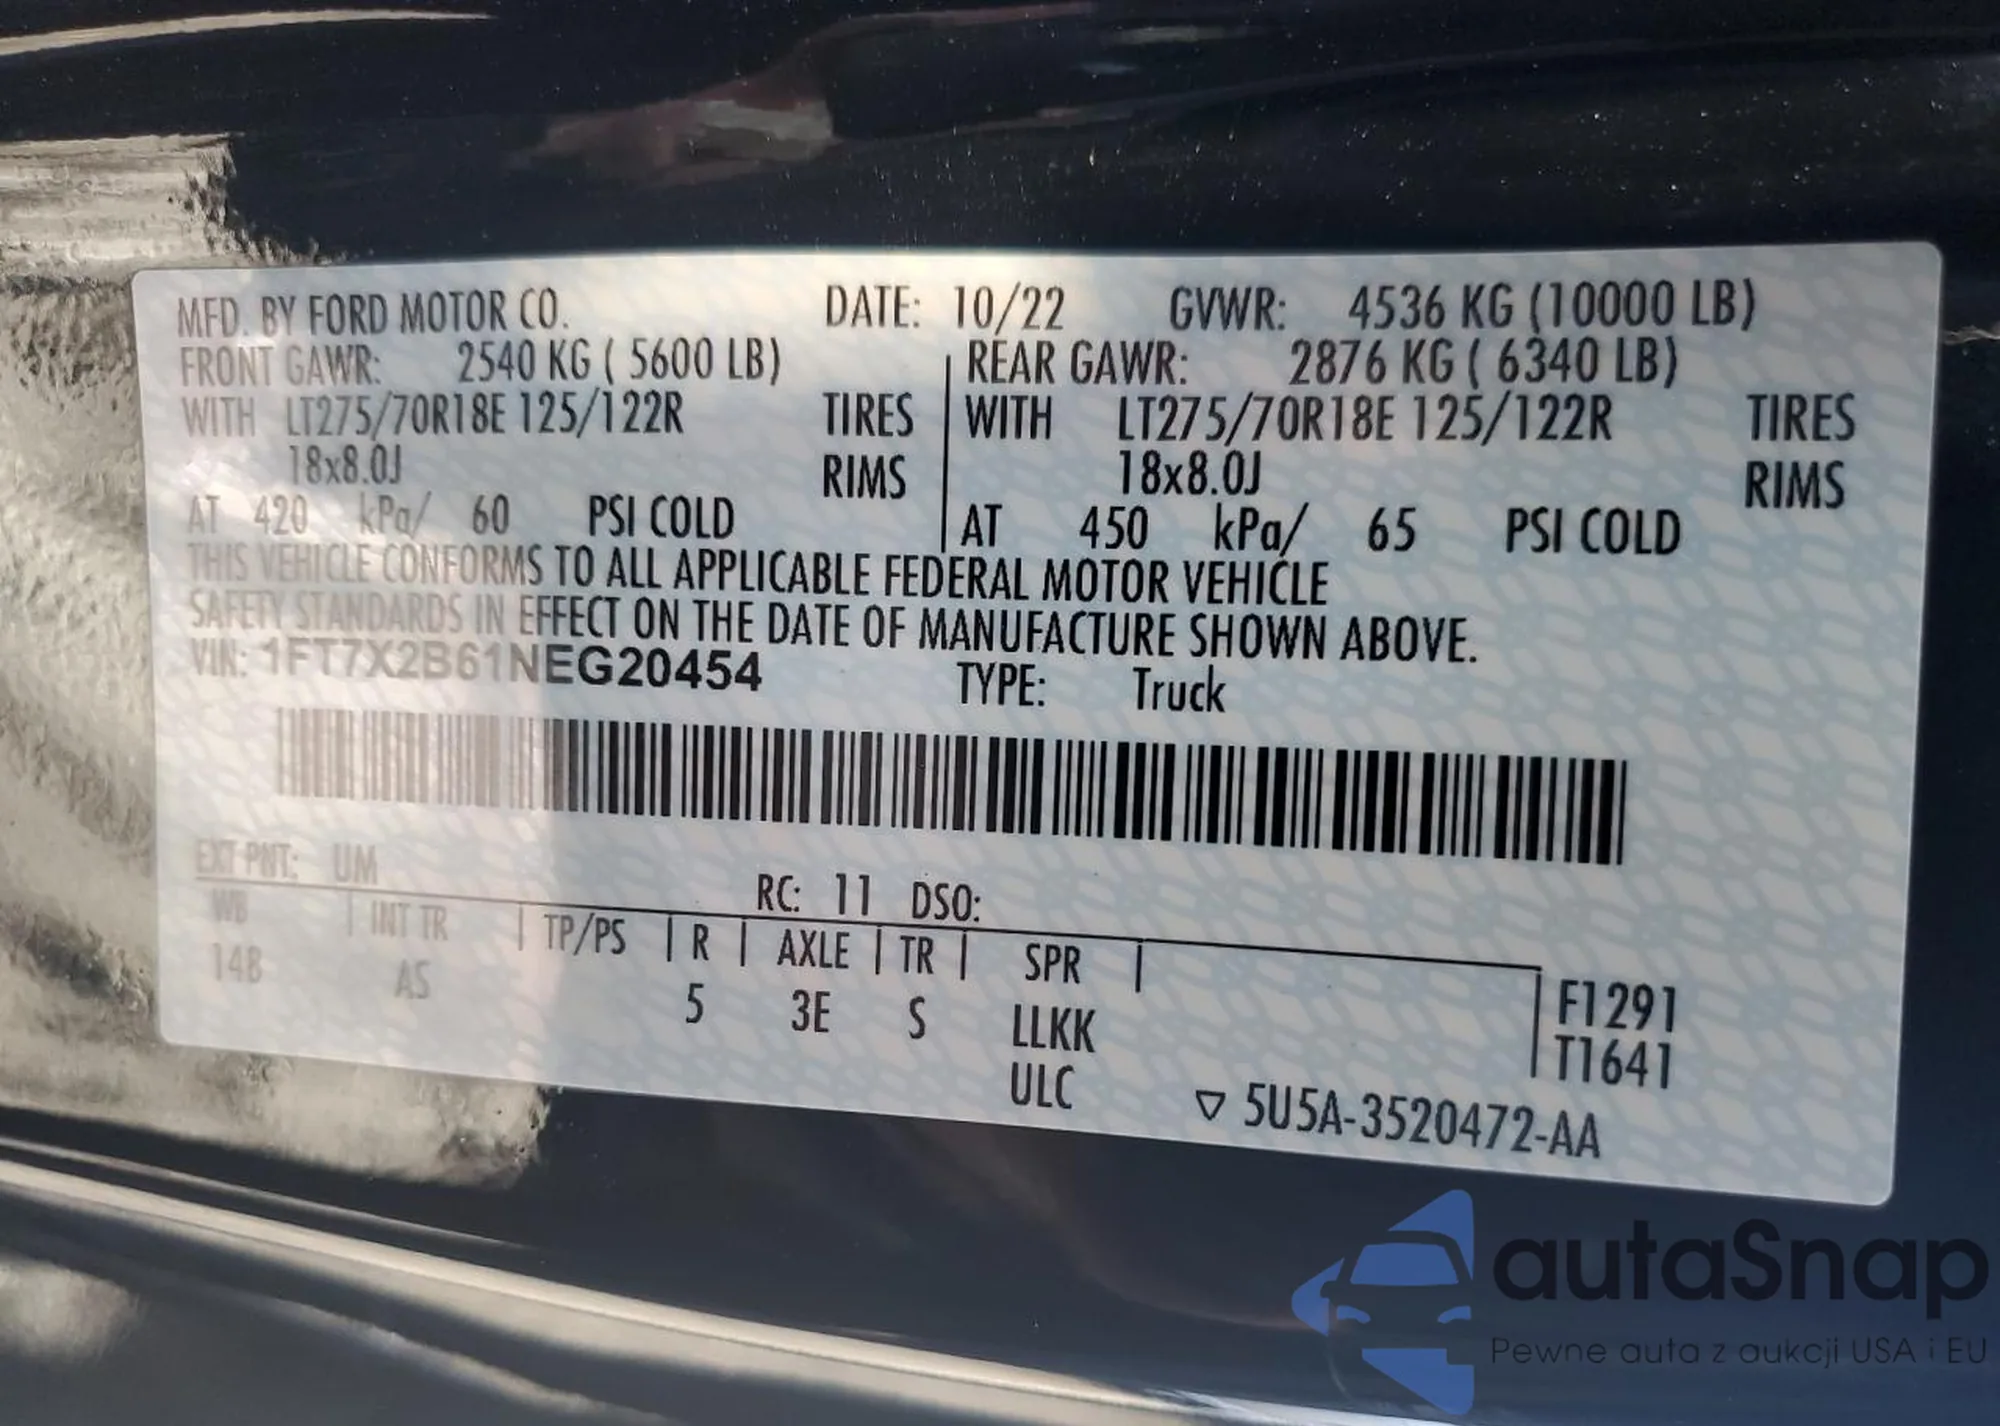 MFD. BY FORD MOTOR CO. DATE: 10/22 GVWR: 4536 KG (10000 LB)
FRONT GAWR: 2540 KG ( 5600 LB) REAR GAWR: 2876 KG ( 6340 LB)
WITH LT275/70R18E 125/122R TIRES WITH LT275/70R18E 125/122R TIRES
18x8.0J RIMS 18x8.0J RIMS
AT 420 kPa/ 60 PSI COLD AT 450 kPa/ 65 PSI COLD
THIS VEHICLE CONFORMS TO ALL APPLICABLE FEDERAL MOTOR VEHICLE
SAFETY STANDARDS IN EFFECT ON THE DATE OF MANUFACTURE SHOWN ABOVE.
VIN: 1FT7X2B61NEG20454 TYPE: Truck
EXT PNT: UM RC: 11 DSO:
WB | INT TR | TP/PS | R | AXLE | TR | SPR |
148 AS 5 3E S LLKK
ULC
F1291
T1641
▽ 5U5A-3520472-AA
autaSnap
Pewne auta z aukcji USA i EU